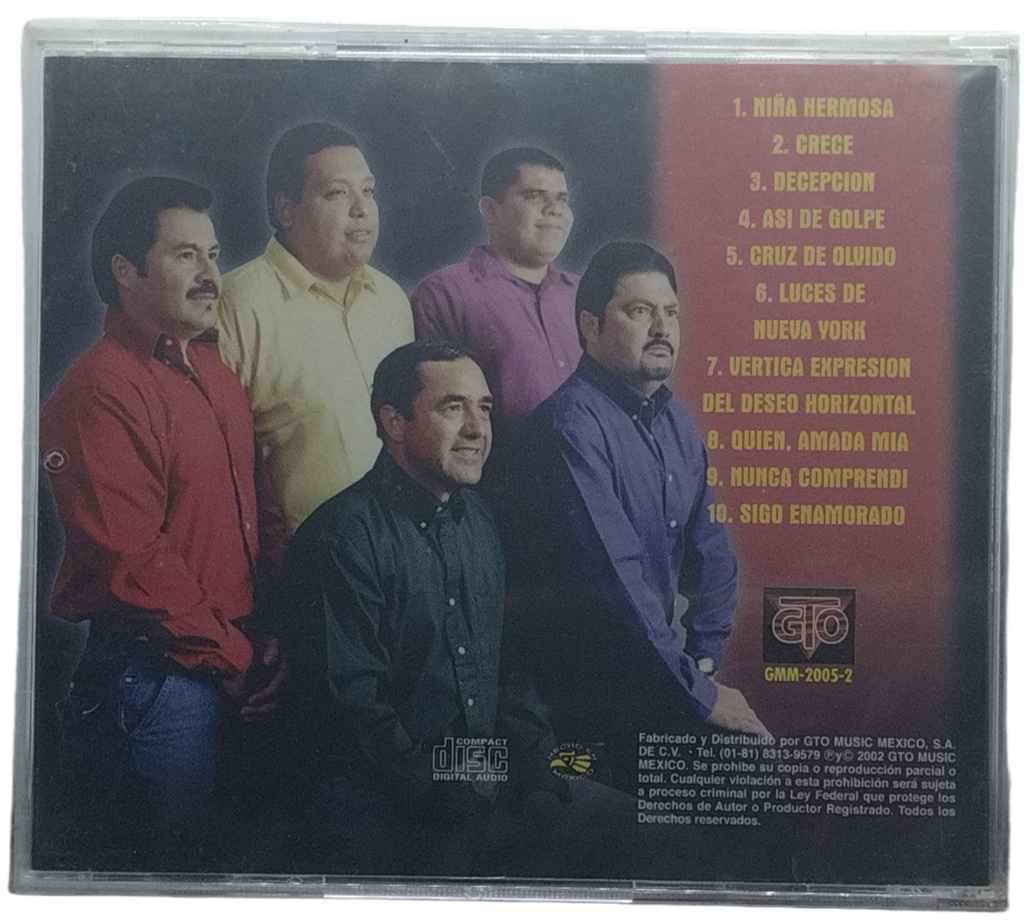 1. NIÑA HERMOSA
2. CRECE
3. DECEPCION
4. ASI DE GOLPE
5. CRUZ DE OLVIDO
6. LUCES DE
NUEVA YORK
7. VERTICA EXPRESION
DEL DESEO HORIZONTAL
8. QUIEN, AMADA MIA
9. NUNCA COMPRENDI
10. SIGO ENAMORADO
GTO
GMM-2005-2
COMPACT
disc
DIGITAL AUDIO
HECHO EN
MEXICO
Fabricado y Distribuido por GTO MUSIC MEXICO, S.A.
DE C.V. · Tel. (01-81) 8313-9579 ℗y© 2002 GTO MUSIC
MEXICO. Se prohibe su copia o reproducción parcial o
total. Cualquier violación a esta prohibición será sujeta
a proceso criminal por la Ley Federal que protege los
Derechos de Autor o Productor Registrado. Todos los
Derechos reservados.